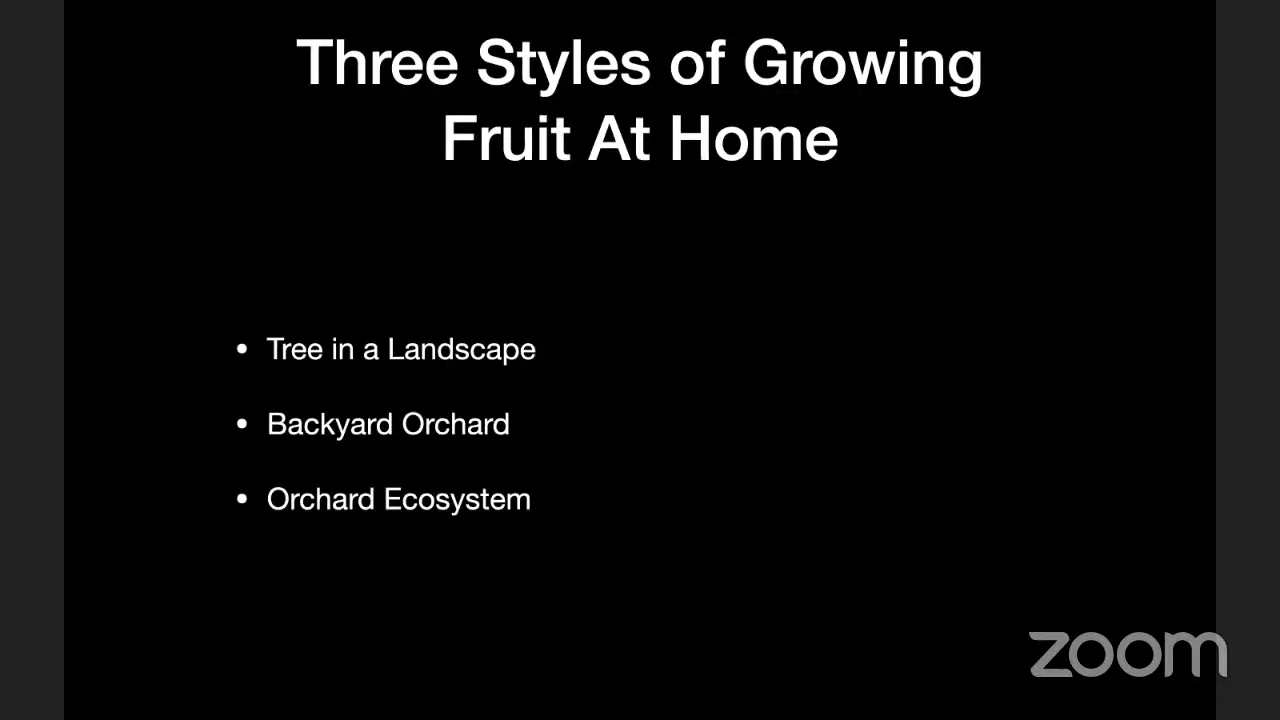 Three Styles of Growing
Fruit At Home
• Tree in a Landscape
• Backyard Orchard
• Orchard Ecosystem
zoom